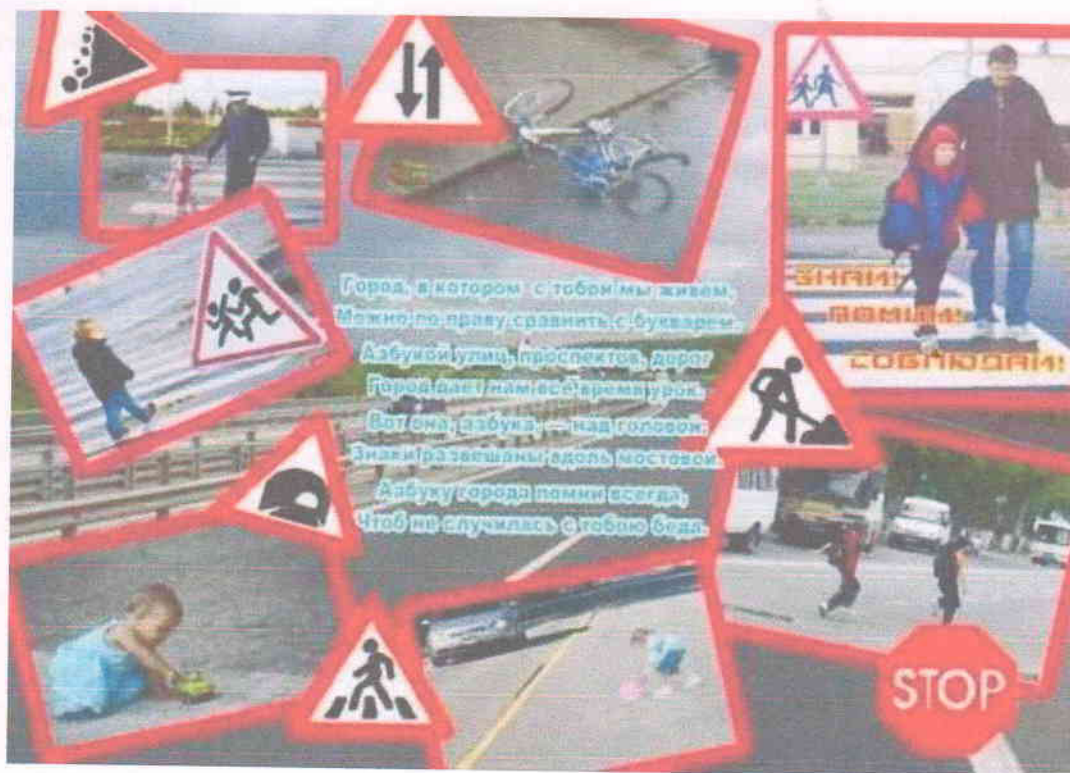 Город, в котором с тобой мы живем,
Можно по праву сравнить с букварем.
Азбукой улиц, проспектов, дорог
Город дает нам всё время урок.
Вот она, азбука, — над головой:
Знаки развешаны вдоль мостовой.
Азбуку города помни всегда,
Чтоб не случилась с тобою беда.
ЗНАЙ!
ПОМНИ!
СОБЛЮДАЙ!
STOP